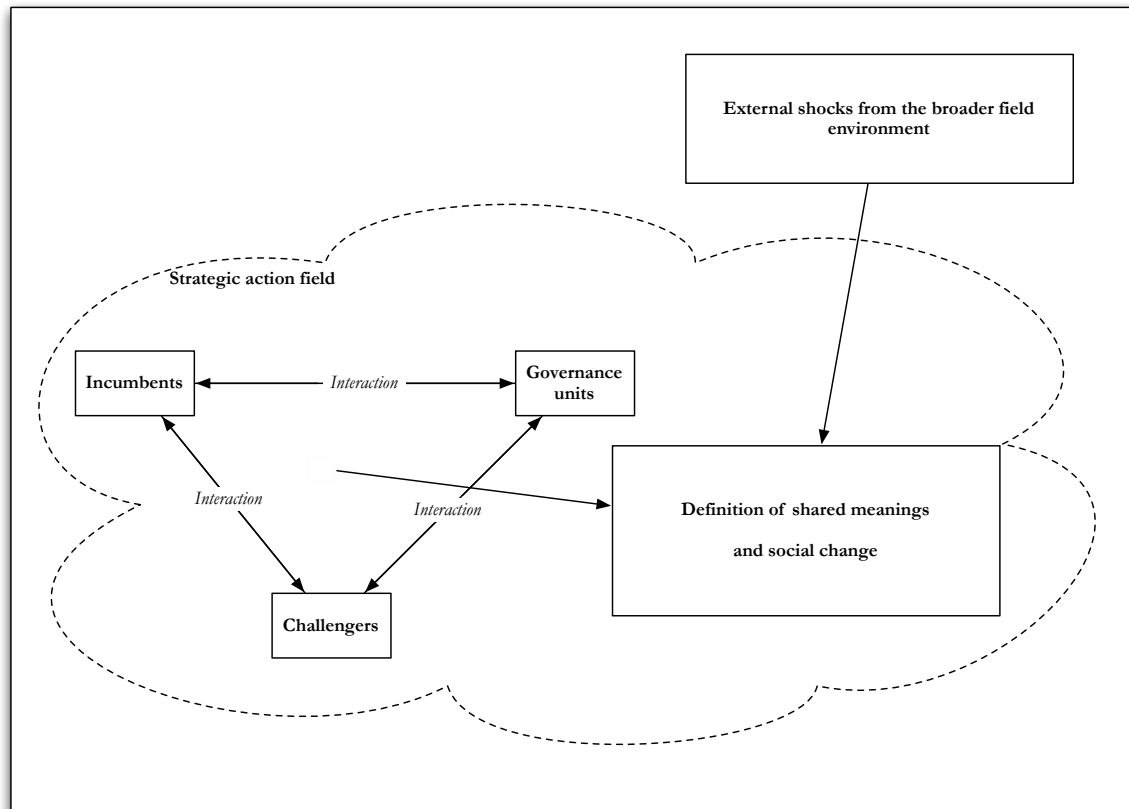 External shocks from the broader field
environment
Strategic action field
Incumbents
Interaction
Governance
units
Interaction
Interaction
Definition of shared meanings
and social change
Challengers